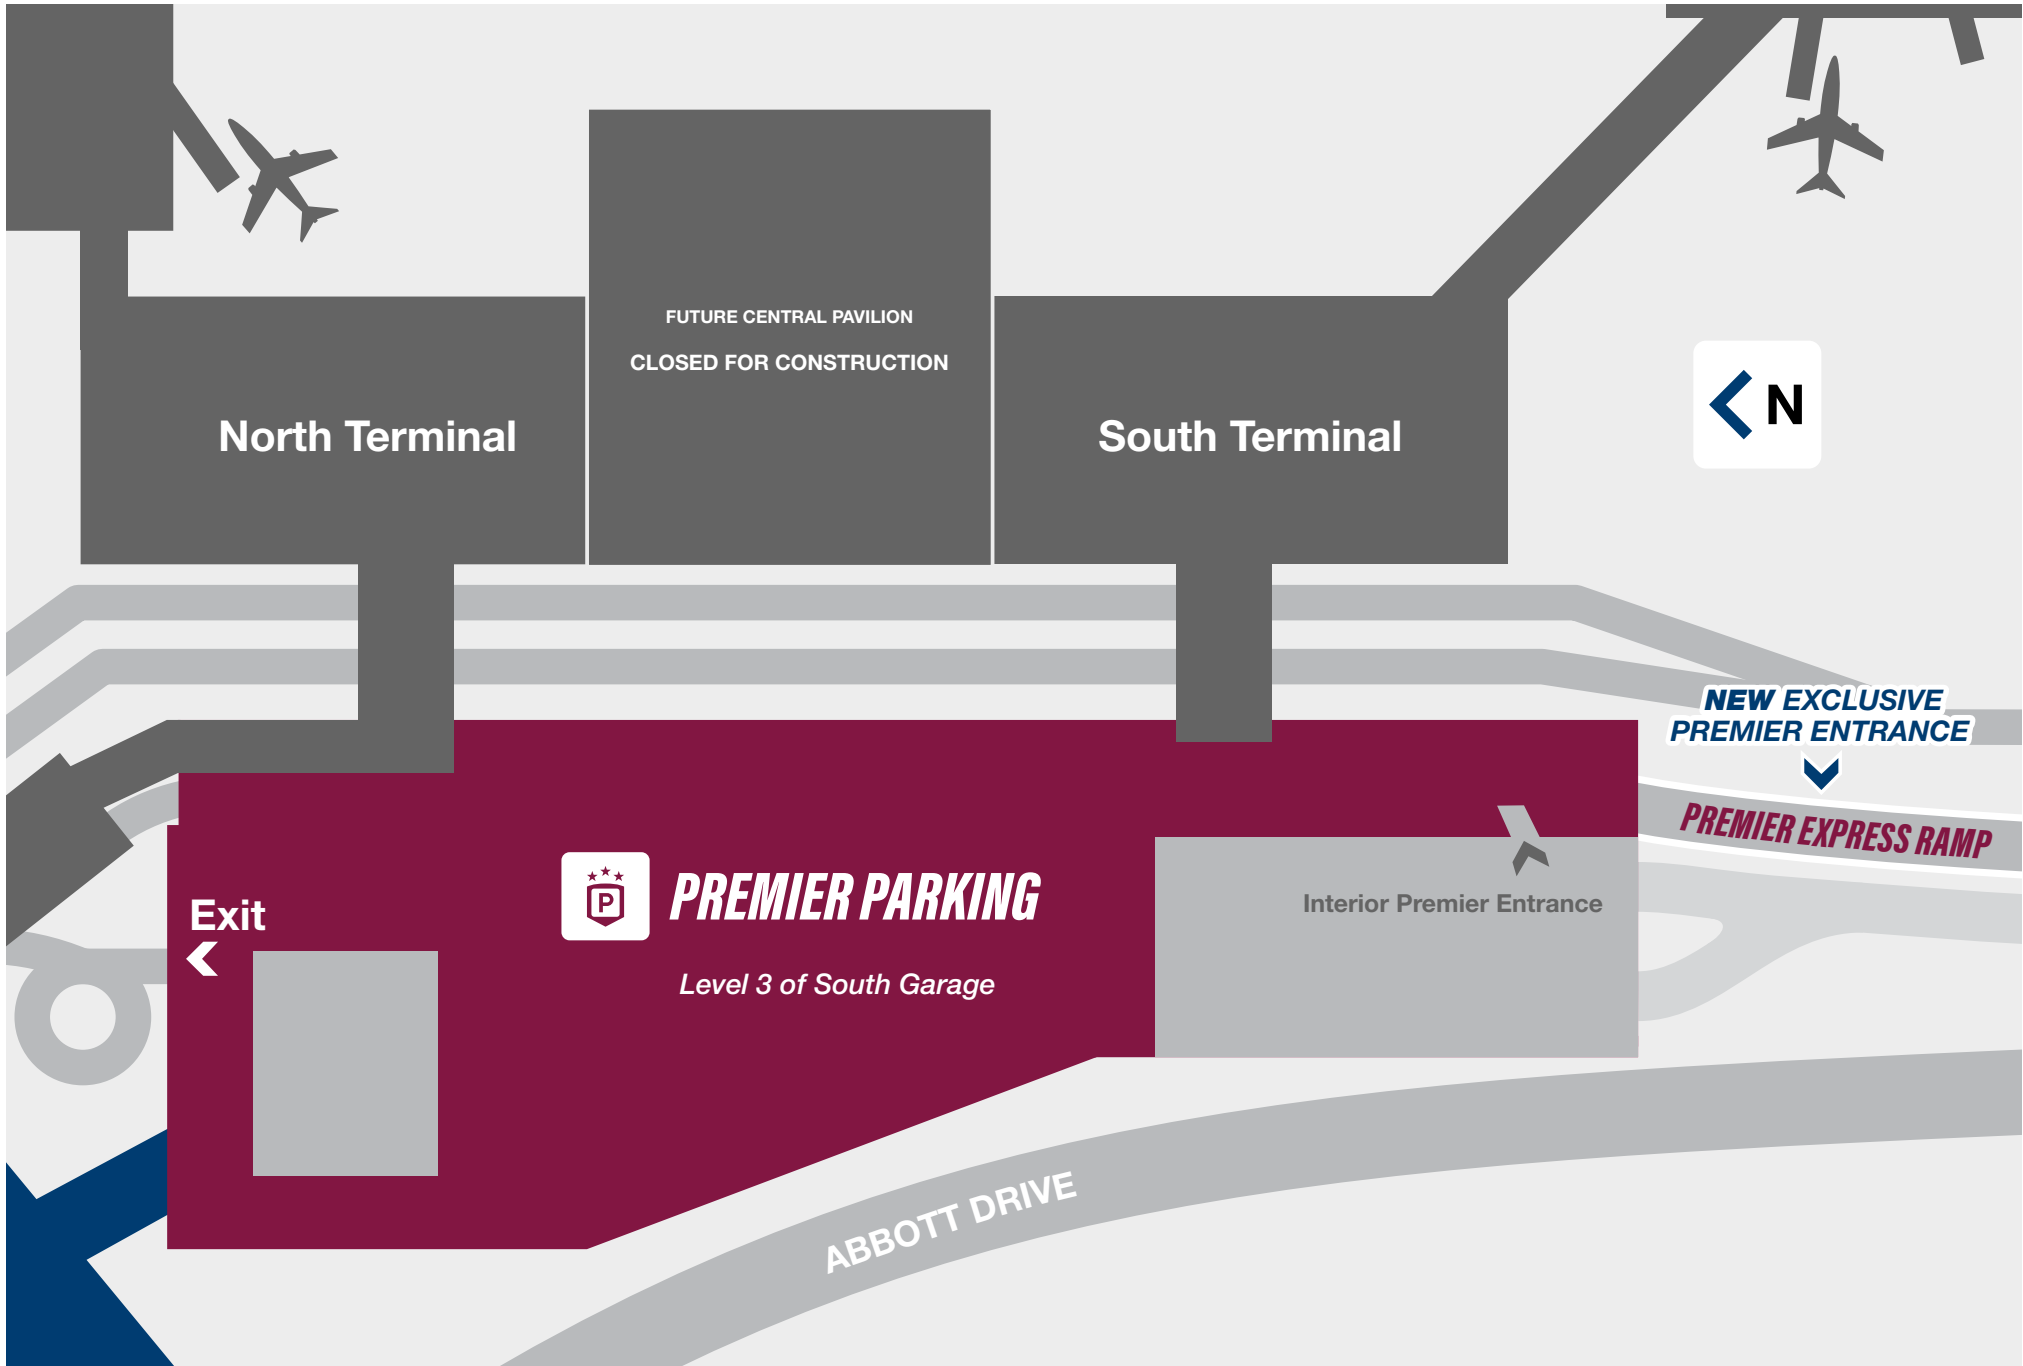 FUTURE CENTRAL PAVILION
CLOSED FOR CONSTRUCTION
North Terminal
South Terminal
N
NEW EXCLUSIVE
PREMIER ENTRANCE
PREMIER EXPRESS RAMP
P
PREMIER PARKING
Level 3 of South Garage
Interior Premier Entrance
Exit
ABBOTT DRIVE